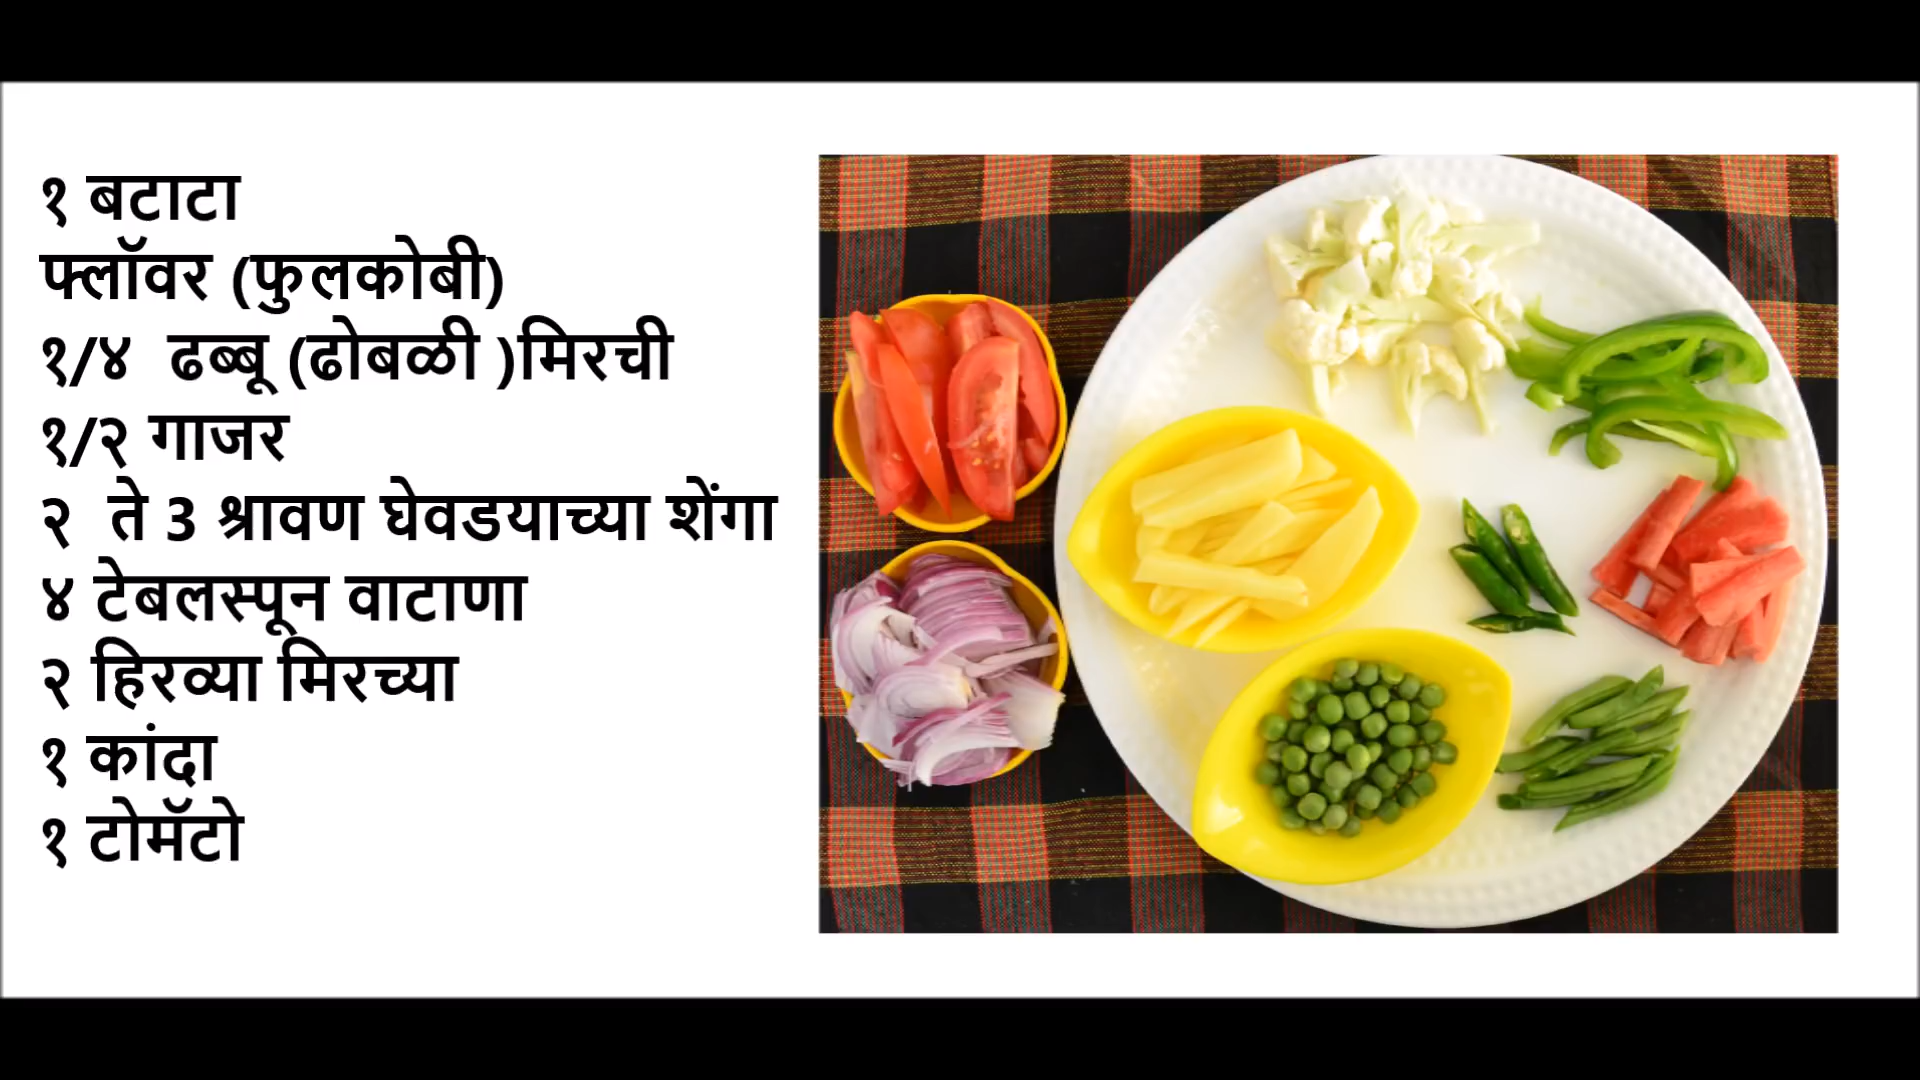 १ बटाटा
फ्लॉवर (फुलकोबी)
१/४ ढब्बू (ढोबळी )मिरची
१/२ गाजर
२ ते 3 श्रावण घेवडयाच्या शेंगा
४ टेबलस्पून वाटाणा
२ हिरव्या मिरच्या
१ कांदा
१ टोमॅटो